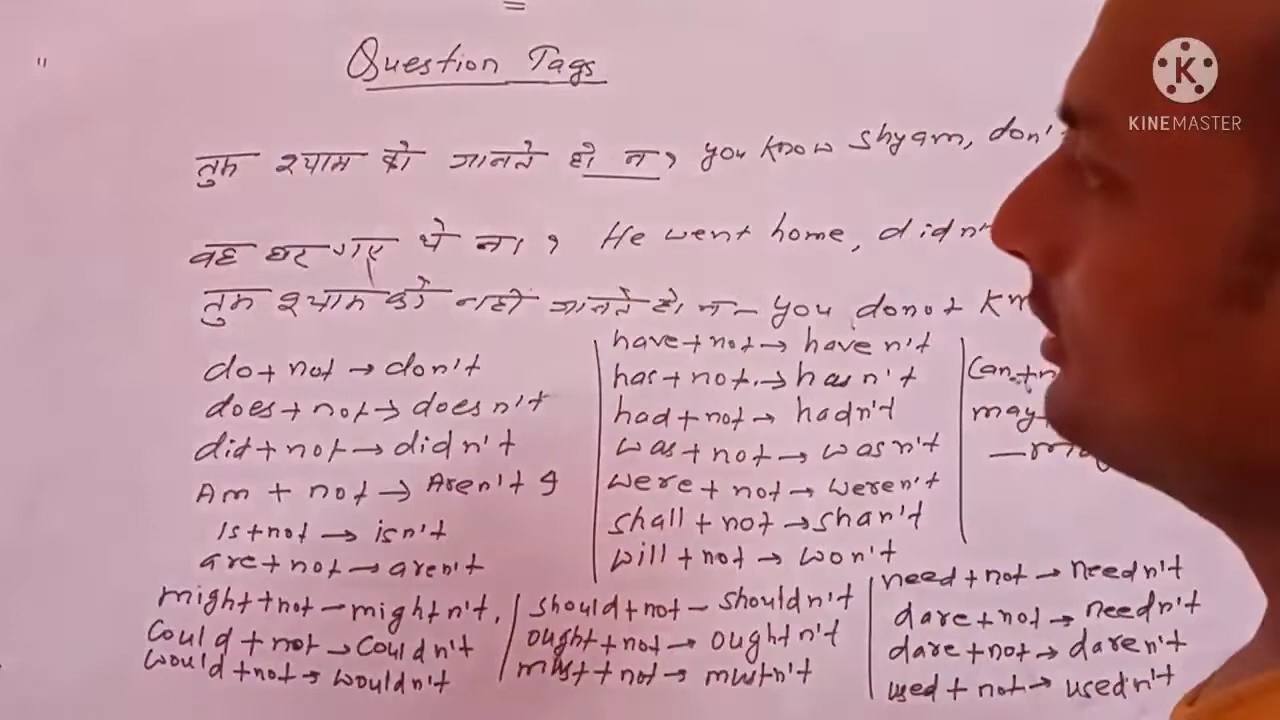 Question Tags
KINEMASTER
तुम श्याम को जानते हो न, you know shyam, don't
वह घर गए थे ना, He went home, didn't
तुम श्याम को नहीं जानते हो न - you donot
do + not → don't
does + not → doesn't
did + not → didn't
Am + not → Aren't I
Is + not → isn't
are + not → aren't
have + not → haven't
has + not → hasn't
had + not → hadn't
was + not → wasn't
were + not → weren't
shall + not → shan't
will + not → won't
Can + n
may
might + not - mightn't,
Could + not → Couldn't
would + not → wouldn't
should + not - shouldn't
ought + not → oughtn't
must + not → mustn't
need + not → needn't
dare + not → needn't
dare + not → daren't
used + not → usedn't